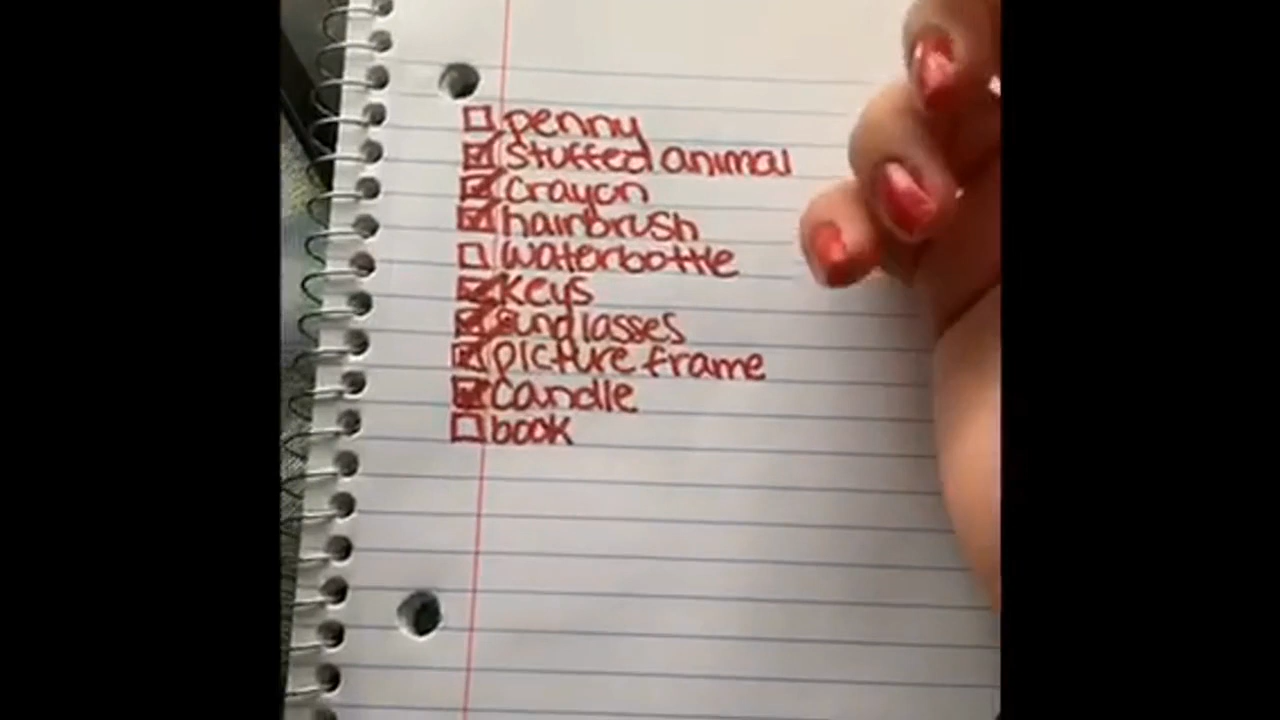 penny
stuffed animal
crayon
hairbrush
waterbottle
keys
sunglasses
picture frame
candle
book